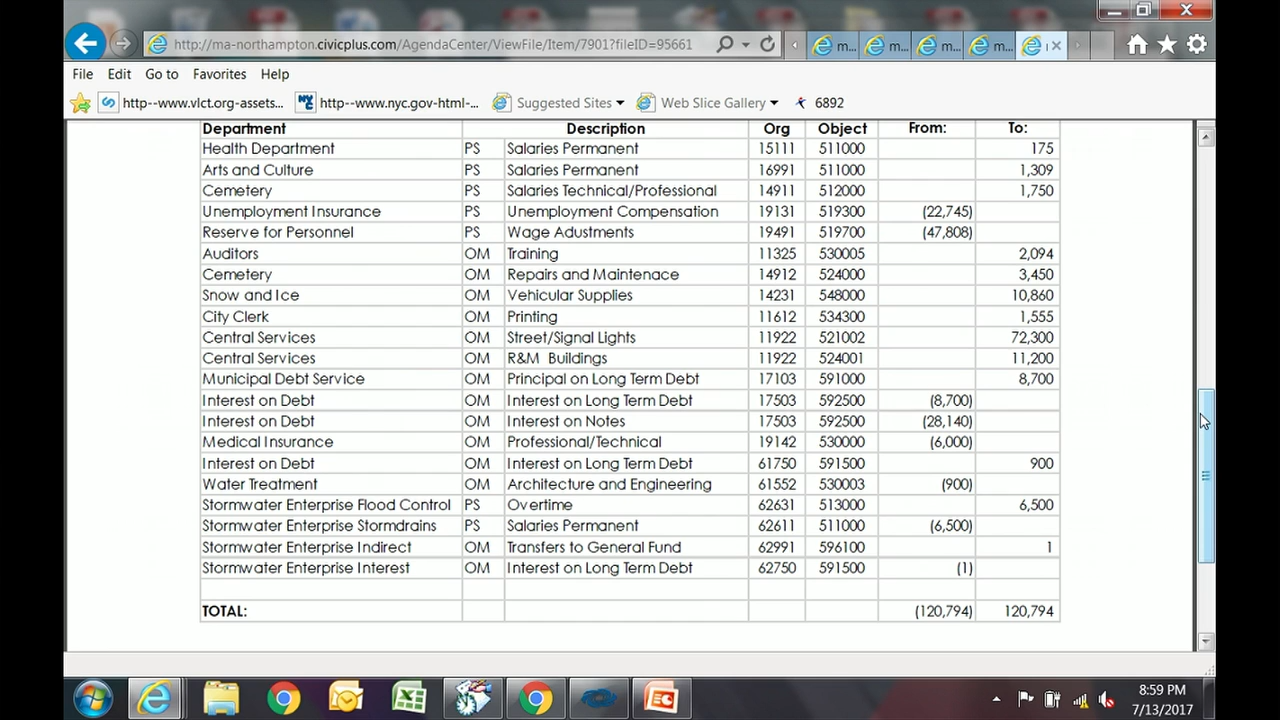 http://ma-northampton.civicplus.com/AgendaCenter/ViewFile/Item/7901?fileID=95661 m... m... m... m...
File Edit Go to Favorites Help
http--www.vlct.org-assets... NYC http--www.nyc.gov-html-... Suggested Sites Web Slice Gallery 6892
Department Description Org Object From: To:
Health Department PS Salaries Permanent 15111 511000 175
Arts and Culture PS Salaries Permanent 16991 511000 1,309
Cemetery PS Salaries Technical/Professional 14911 512000 1,750
Unemployment Insurance PS Unemployment Compensation 19131 519300 (22,745)
Reserve for Personnel PS Wage Adustments 19491 519700 (47,808)
Auditors OM Training 11325 530005 2,094
Cemetery OM Repairs and Maintenace 14912 524000 3,450
Snow and Ice OM Vehicular Supplies 14231 548000 10,860
City Clerk OM Printing 11612 534300 1,555
Central Services OM Street/Signal Lights 11922 521002 72,300
Central Services OM R&M Buildings 11922 524001 11,200
Municipal Debt Service OM Principal on Long Term Debt 17103 591000 8,700
Interest on Debt OM Interest on Long Term Debt 17503 592500 (8,700)
Interest on Debt OM Interest on Notes 17503 592500 (28,140)
Medical Insurance OM Professional/Technical 19142 530000 (6,000)
Interest on Debt OM Interest on Long Term Debt 61750 591500 900
Water Treatment OM Architecture and Engineering 61552 530003 (900)
Stormwater Enterprise Flood Control PS Overtime 62631 513000 6,500
Stormwater Enterprise Stormdrains PS Salaries Permanent 62611 511000 (6,500)
Stormwater Enterprise Indirect OM Transfers to General Fund 62991 596100 1
Stormwater Enterprise Interest OM Interest on Long Term Debt 62750 591500 (1)
TOTAL: (120,794) 120,794
8:59 PM
7/13/2017